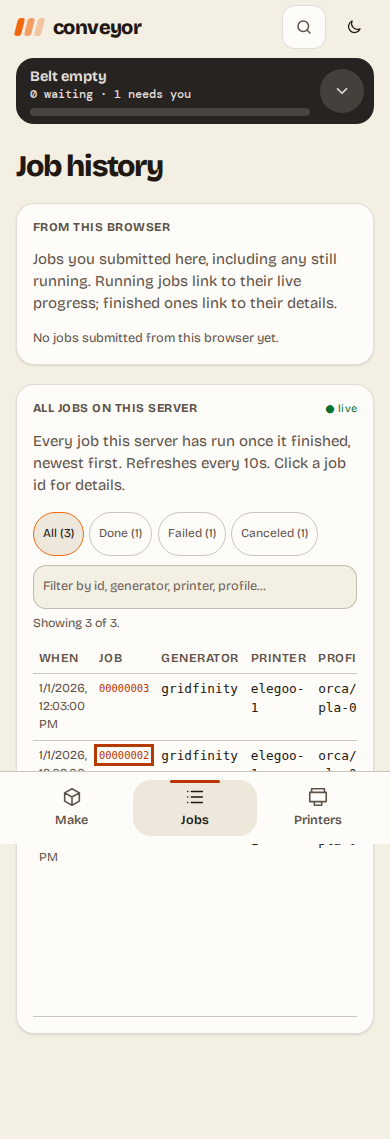 conveyor
Belt empty
0 waiting · 1 needs you
Job history
FROM THIS BROWSER
Jobs you submitted here, including any still
running. Running jobs link to their live
progress; finished ones link to their details.
No jobs submitted from this browser yet.
ALL JOBS ON THIS SERVER
live
Every job this server has run once it finished,
newest first. Refreshes every 10s. Click a job
id for details.
All (3) Done (1) Failed (1) Canceled (1)
Filter by id, generator, printer, profile...
Showing 3 of 3.
WHEN JOB GENERATOR PRINTER PROFI
1/1/2026, 00000003 gridfinity elegoo- orca/
12:03:00 1 pla-0
PM
1/1/2026, 00000002 gridfinity elegoo- orca/
Make Jobs Printers
PM